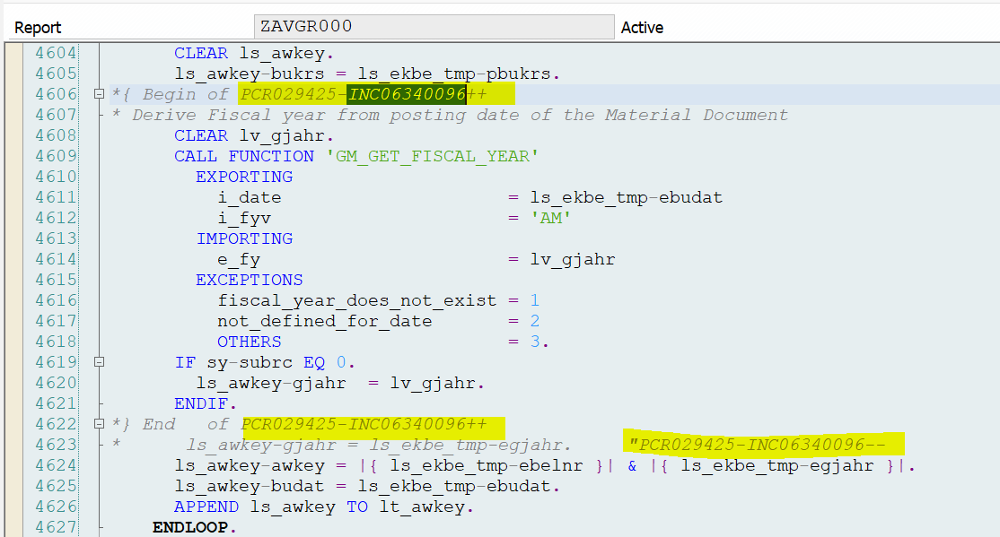 Report ZAVGR000 Active
4604 CLEAR ls_awkey.
4605 ls_awkey-bukrs = ls_ekbe_tmp-pbukrs.
4606 *{ Begin of PCR029425-INC06340096++
4607 * Derive Fiscal year from posting date of the Material Document
4608 CLEAR lv_gjahr.
4609 CALL FUNCTION 'GM_GET_FISCAL_YEAR'
4610 EXPORTING
4611 i_date = ls_ekbe_tmp-ebudat
4612 i_fyv = 'AM'
4613 IMPORTING
4614 e_fy = lv_gjahr
4615 EXCEPTIONS
4616 fiscal_year_does_not_exist = 1
4617 not_defined_for_date = 2
4618 OTHERS = 3.
4619 IF sy-subrc EQ 0.
4620 ls_awkey-gjahr = lv_gjahr.
4621 ENDIF.
4622 *} End of PCR029425-INC06340096++
4623 * ls_awkey-gjahr = ls_ekbe_tmp-egjahr. "PCR029425-INC06340096--
4624 ls_awkey-awkey = |{ ls_ekbe_tmp-ebelnr }| & |{ ls_ekbe_tmp-egjahr }|.
4625 ls_awkey-budat = ls_ekbe_tmp-ebudat.
4626 APPEND ls_awkey TO lt_awkey.
4627 ENDLOOP.